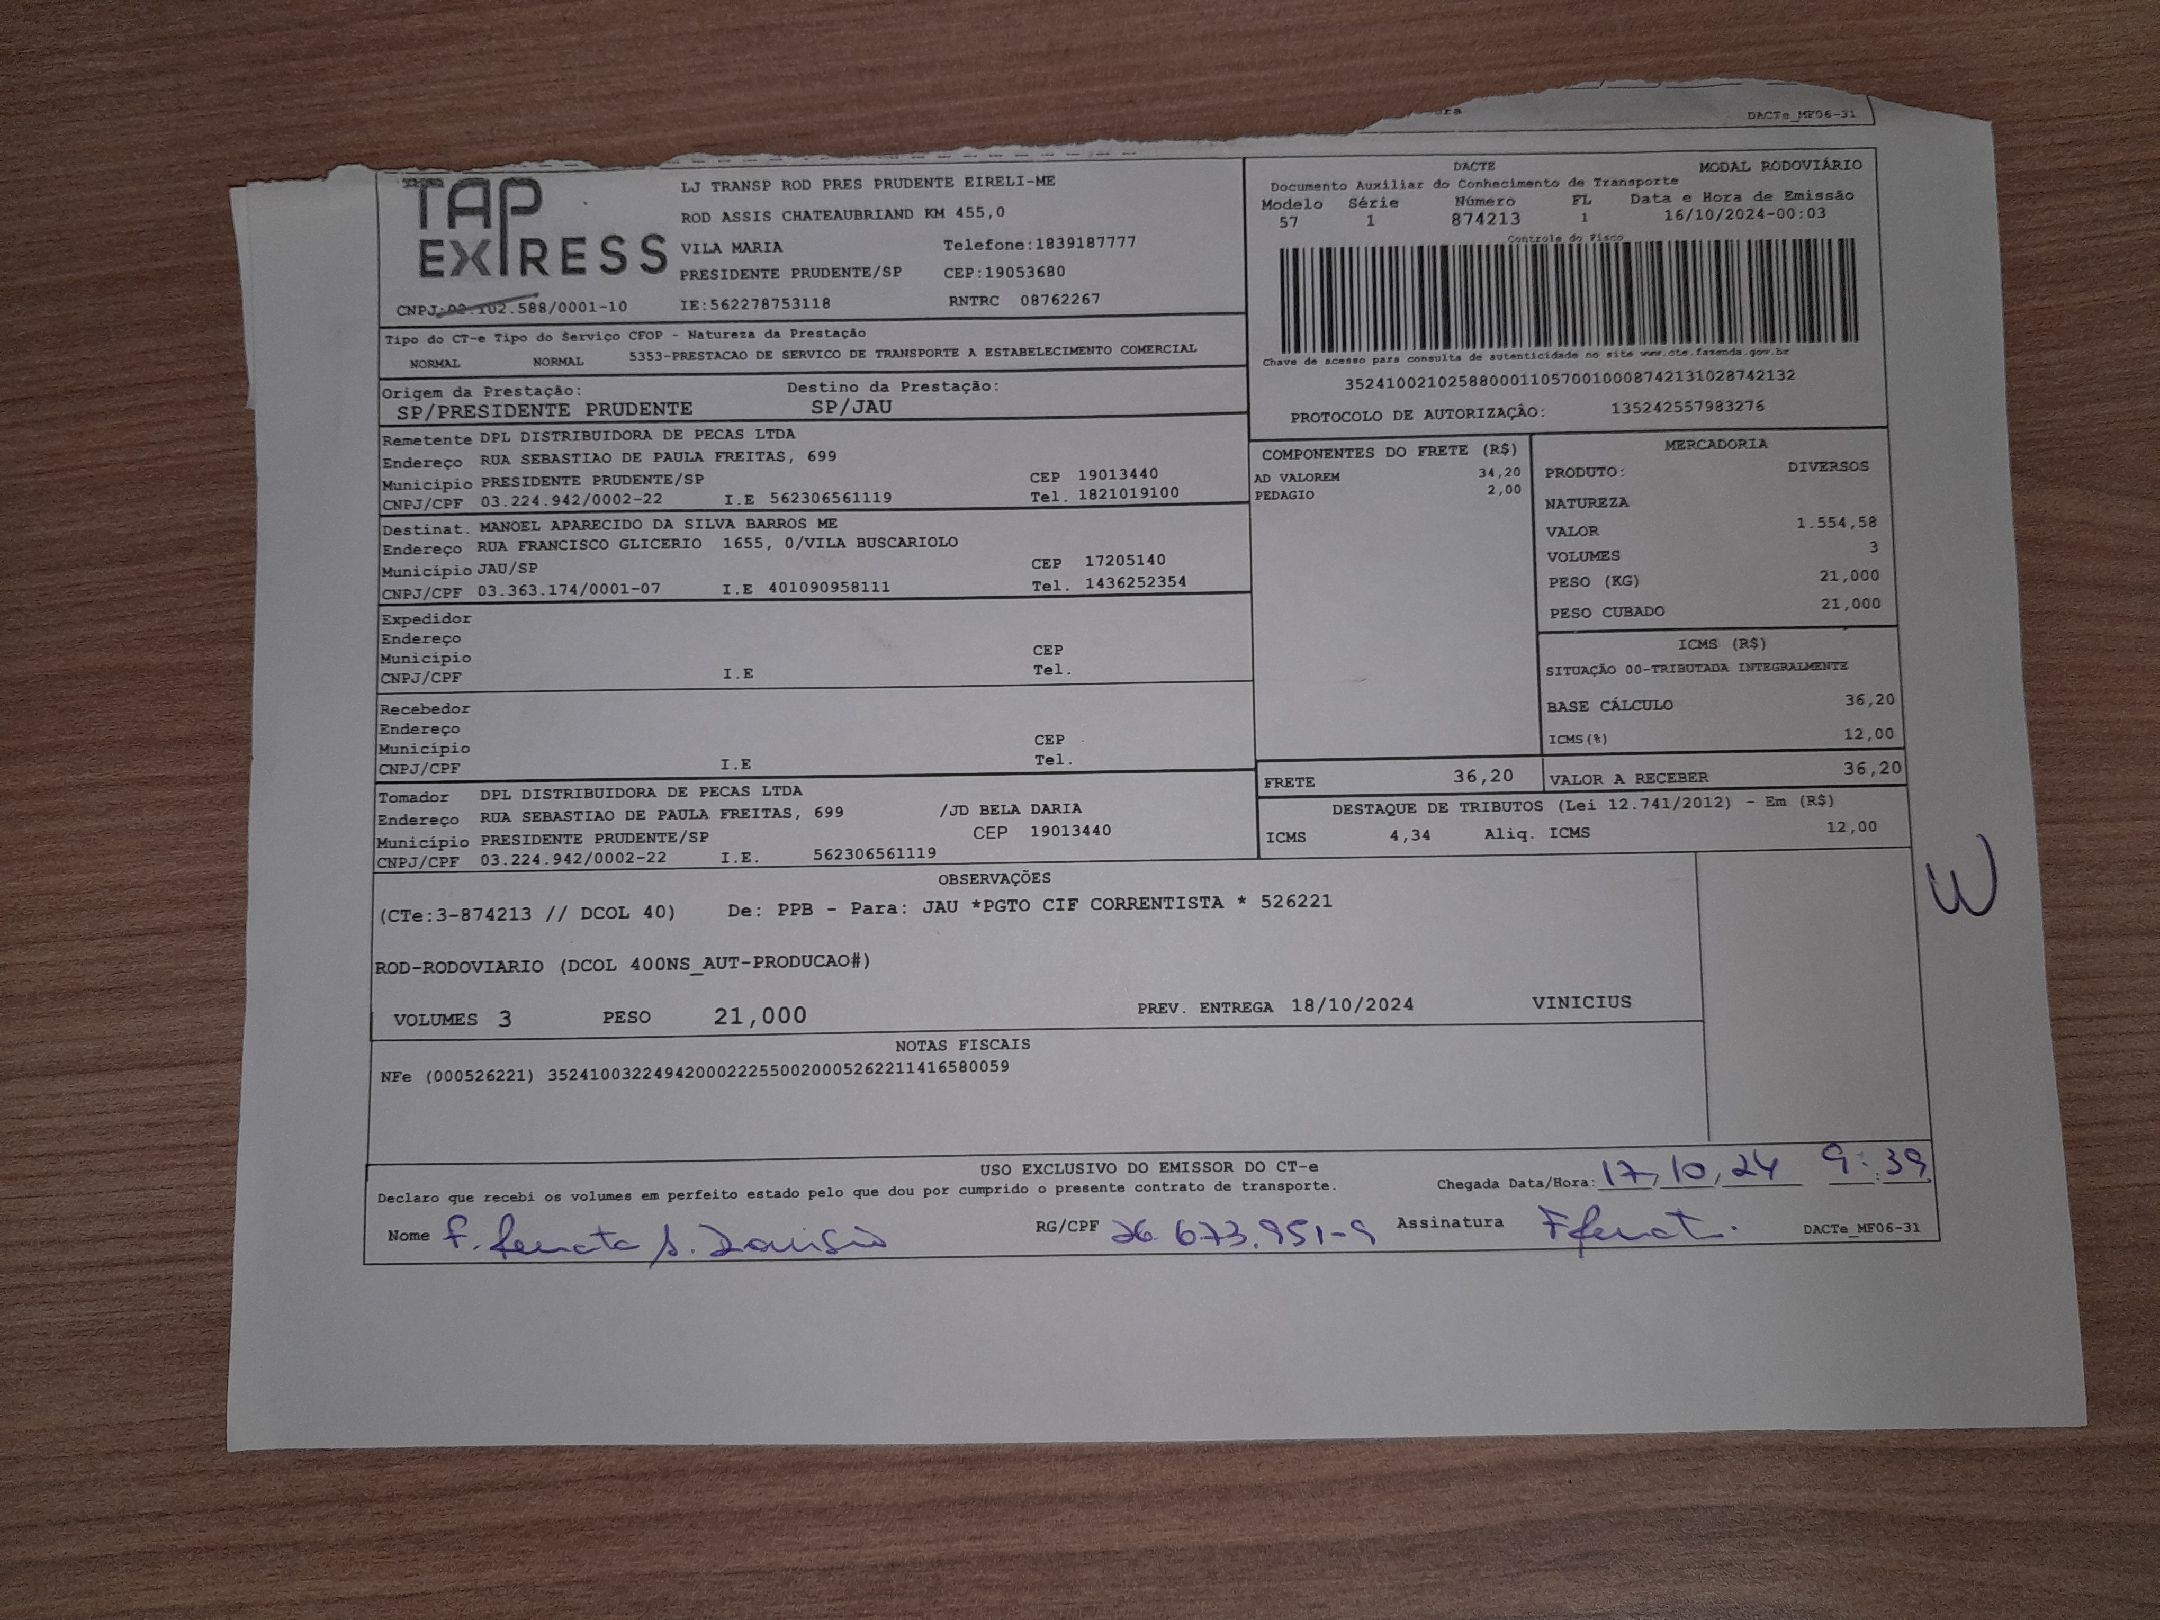 ura
DACTe_MF06-31
TAP
EXPRESS
CNPJ:02.102.588/0001-10
LJ TRANSP ROD PRES PRUDENTE EIRELI-ME
ROD ASSIS CHATEAUBRIAND KM 455,0
VILA MARIA Telefone:1839187777
PRESIDENTE PRUDENTE/SP CEP:19053680
IE:562278753118 RNTRC 08762267
DACTE MODAL RODOVIÁRIO
Documento Auxiliar do Conhecimento de Transporte
Modelo Série Número FL Data e Hora de Emissão
57 1 874213 1 16/10/2024-00:03
Controle do Fisco
Chave de acesso para consulta de autenticidade no site www.cte.fazenda.gov.br
35241002102588000110570010008742131028742132
PROTOCOLO DE AUTORIZAÇÃO: 135242557983276
Tipo do CT-e Tipo do Serviço CFOP - Natureza da Prestação
NORMAL NORMAL 5353-PRESTACAO DE SERVICO DE TRANSPORTE A ESTABELECIMENTO COMERCIAL
Origem da Prestação: Destino da Prestação:
SP/PRESIDENTE PRUDENTE SP/JAU
Remetente DPL DISTRIBUIDORA DE PECAS LTDA
Endereço RUA SEBASTIAO DE PAULA FREITAS, 699
Município PRESIDENTE PRUDENTE/SP CEP 19013440
CNPJ/CPF 03.224.942/0002-22 I.E 562306561119 Tel. 1821019100
Destinat. MANOEL APARECIDO DA SILVA BARROS ME
Endereço RUA FRANCISCO GLICERIO 1655, 0/VILA BUSCARIOLO
Município JAU/SP CEP 17205140
CNPJ/CPF 03.363.174/0001-07 I.E 401090958111 Tel. 1436252354
Expedidor
Endereço
Município CEP
CNPJ/CPF I.E Tel.
Recebedor
Endereço
Município CEP
CNPJ/CPF I.E Tel.
Tomador DPL DISTRIBUIDORA DE PECAS LTDA
Endereço RUA SEBASTIAO DE PAULA FREITAS, 699 /JD BELA DARIA
Município PRESIDENTE PRUDENTE/SP CEP 19013440
CNPJ/CPF 03.224.942/0002-22 I.E. 562306561119
COMPONENTES DO FRETE (R$)
AD VALOREM 34,20
PEDAGIO 2,00
MERCADORIA
PRODUTO: DIVERSOS
NATUREZA
VALOR 1.554,58
VOLUMES 3
PESO (KG) 21,000
PESO CUBADO 21,000
ICMS (R$)
SITUAÇÃO 00-TRIBUTADA INTEGRALMENTE
BASE CÁLCULO 36,20
ICMS(%) 12,00
FRETE 36,20 VALOR A RECEBER 36,20
DESTAQUE DE TRIBUTOS (Lei 12.741/2012) - Em (R$)
ICMS 4,34 Aliq. ICMS 12,00
W
OBSERVAÇÕES
(CTe:3-874213 // DCOL 40) De: PPB - Para: JAU *PGTO CIF CORRENTISTA * 526221
ROD-RODOVIARIO (DCOL 400NS_AUT-PRODUCAO#)
VOLUMES 3 PESO 21,000 PREV. ENTREGA 18/10/2024 VINICIUS
NOTAS FISCAIS
NFe (000526221) 35241003224942000222550020005262211416580059
USO EXCLUSIVO DO EMISSOR DO CT-e
Declaro que recebi os volumes em perfeito estado pelo que dou por cumprido o presente contrato de transporte. Chegada Data/Hora: 17/10/24 9:39
Nome F. Renata S. RG/CPF 26.673.951-9 Assinatura
DACTe_MF06-31